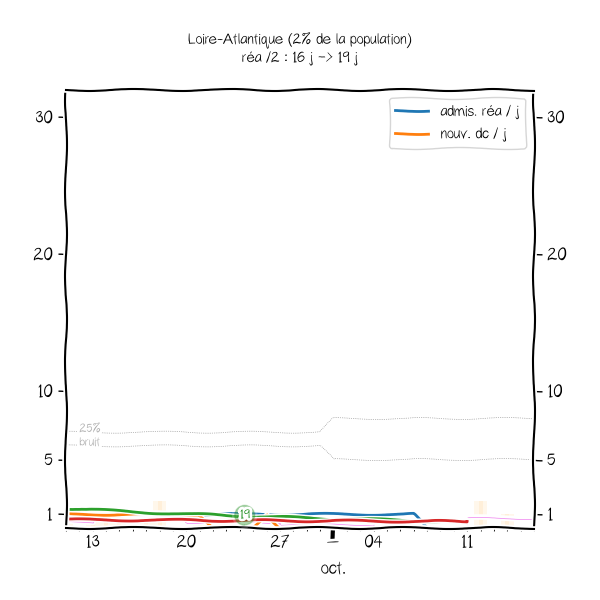 Loire-Atlantique (2% de la population)
réa /2 : 16 j -> 19 j
admis. réa / j
nouv. dc / j
30
30
20
20
10
10
25%
bruit
5
5
1
19
1
13
20
27
04
11
oct.